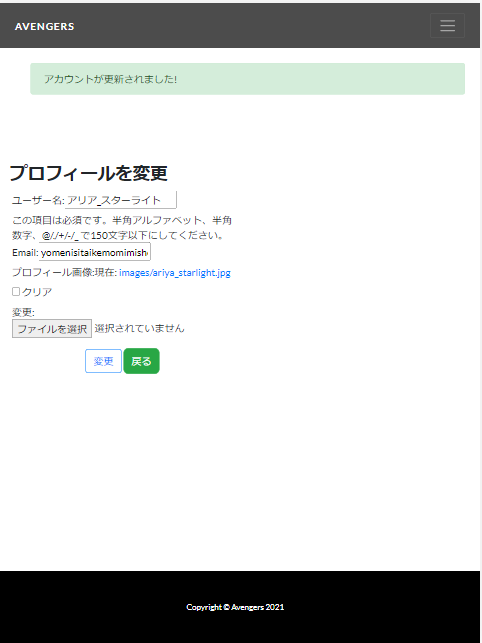 AVENGERS
アカウントが更新されました!
プロフィールを変更
ユーザー名: アリア_スターライト
この項目は必須です。半角アルファベット、半角
数字、@/./+/-/_ で150文字以下にしてください。
Email: yomenisitaikemomimish
プロフィール画像:現在: images/ariya_starlight.jpg
クリア
変更:
ファイルを選択 選択されていません
変更 戻る
Copyright © Avengers 2021